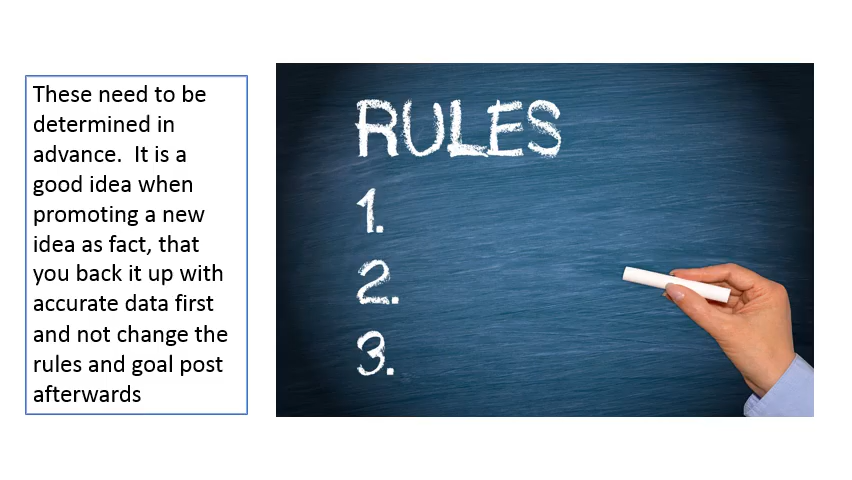 These need to be
determined in
advance.  It is a
good idea when
promoting a new
idea as fact, that
you back it up with
accurate data first
and not change the
rules and goal post
afterwards
RULES
1.
2.
3.